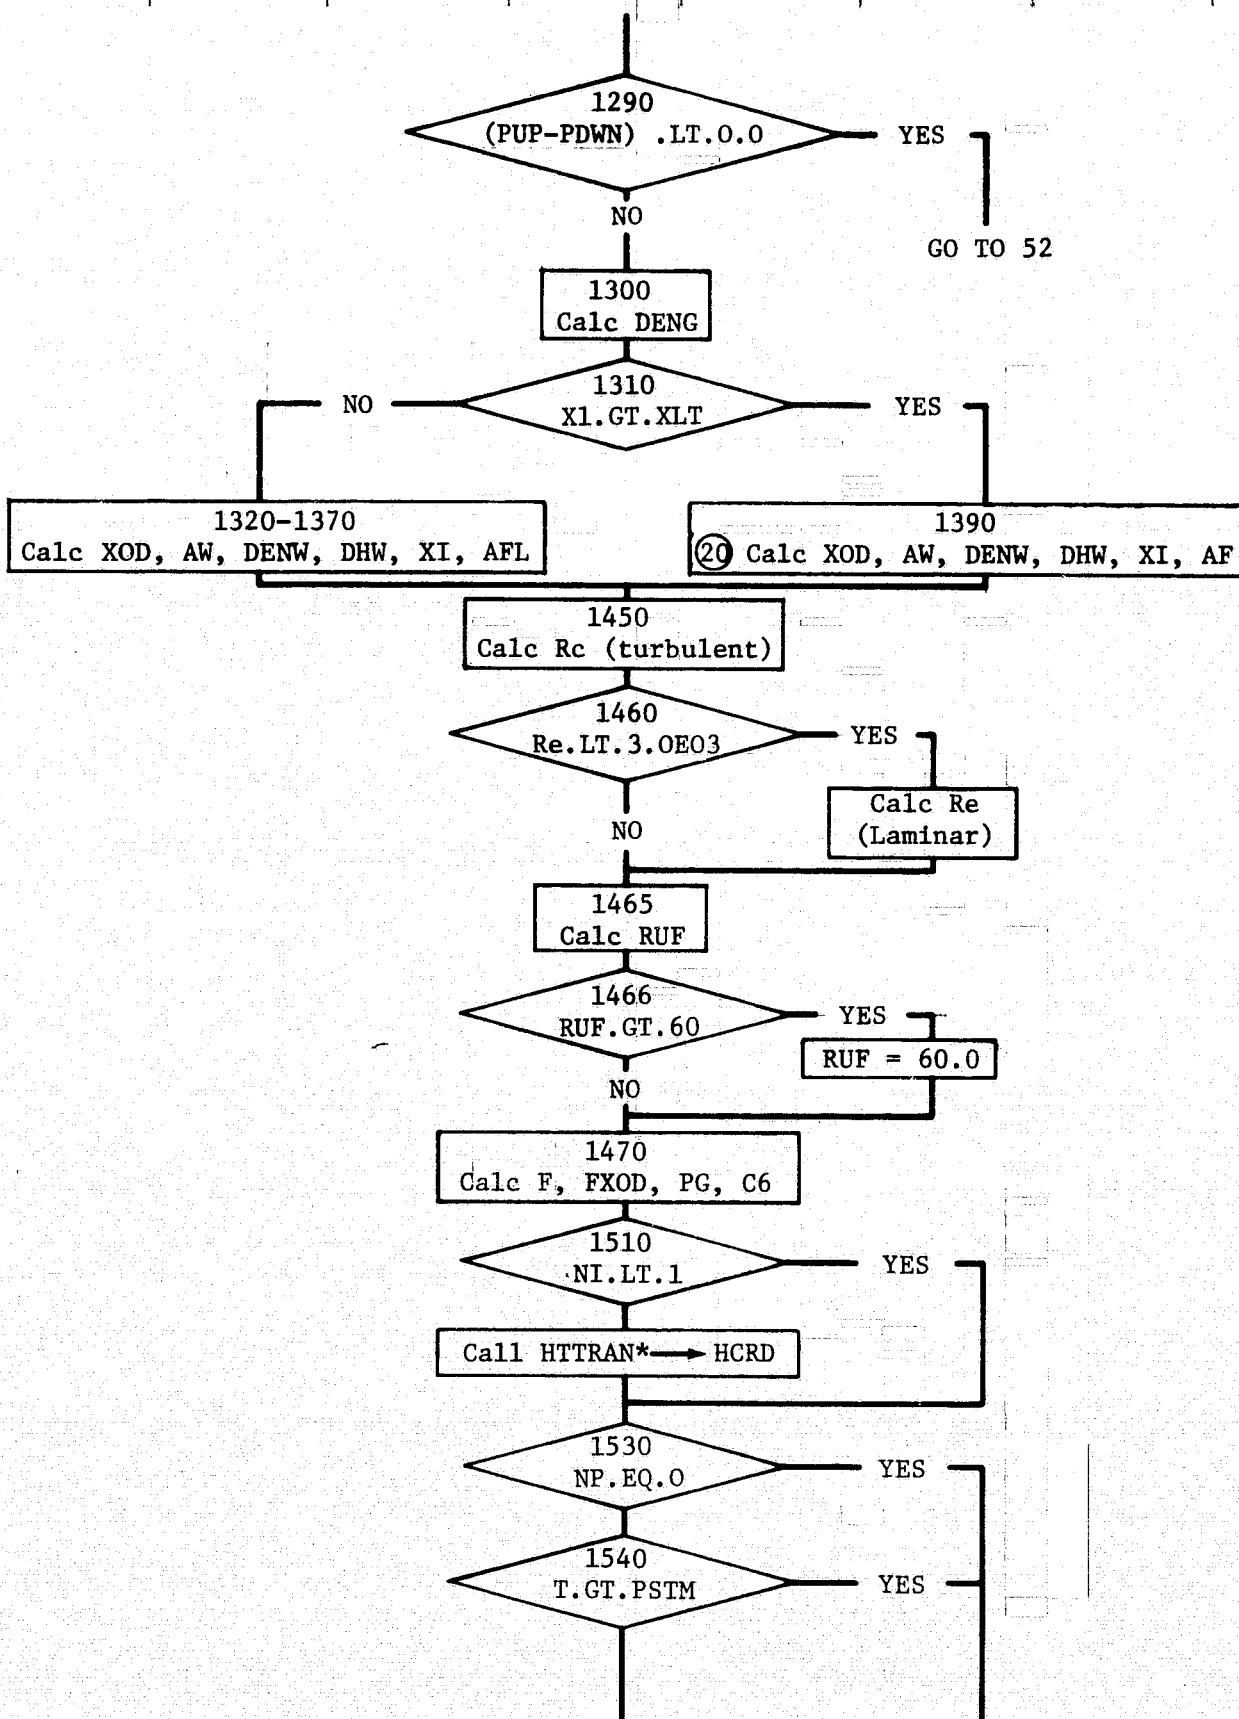 1290
(PUP-PDWN) .LT.0.0
YES
NO
GO TO 52
1300
Calc DENG
1310
X1.GT.XLT
NO
YES
1320-1370
Calc XOD, AW, DENW, DHW, XI, AFL
1390
20 Calc XOD, AW, DENW, DHW, XI, AF
1450
Calc Rc (turbulent)
1460
Re.LT.3.0E03
YES
NO
Calc Re
(Laminar)
1465
Calc RUF
1466
RUF.GT.60
YES
RUF = 60.0
NO
1470
Calc F, FXOD, PG, C6
1510
NI.LT.1
YES
Call HTTRAN*→HCRD
1530
NP.EQ.0
YES
1540
T.GT.PSTM
YES